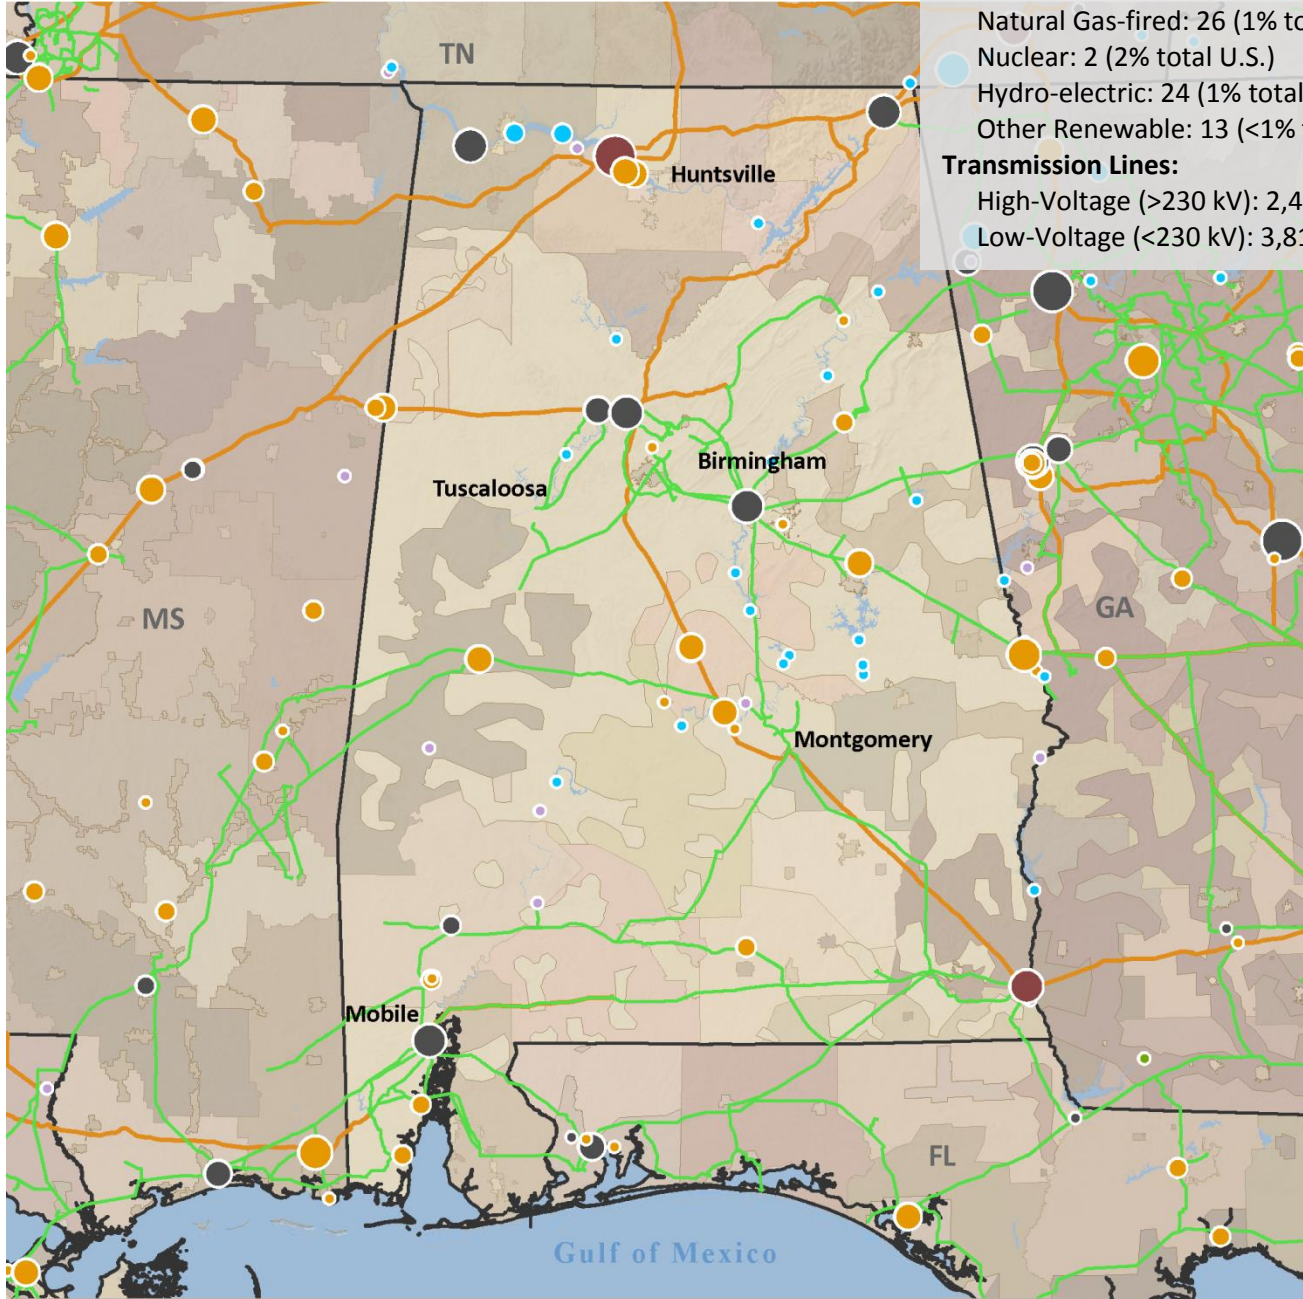 Natural Gas-fired: 26 (1% to
Nuclear: 2 (2% total U.S.)
Hydro-electric: 24 (1% total
Other Renewable: 13 (<1%
Transmission Lines:
High-Voltage (>230 kV): 2,4
Low-Voltage (<230 kV): 3,81
TN
Huntsville
Birmingham
Tuscaloosa
MS
GA
Montgomery
Mobile
FL
Gulf of Mexico